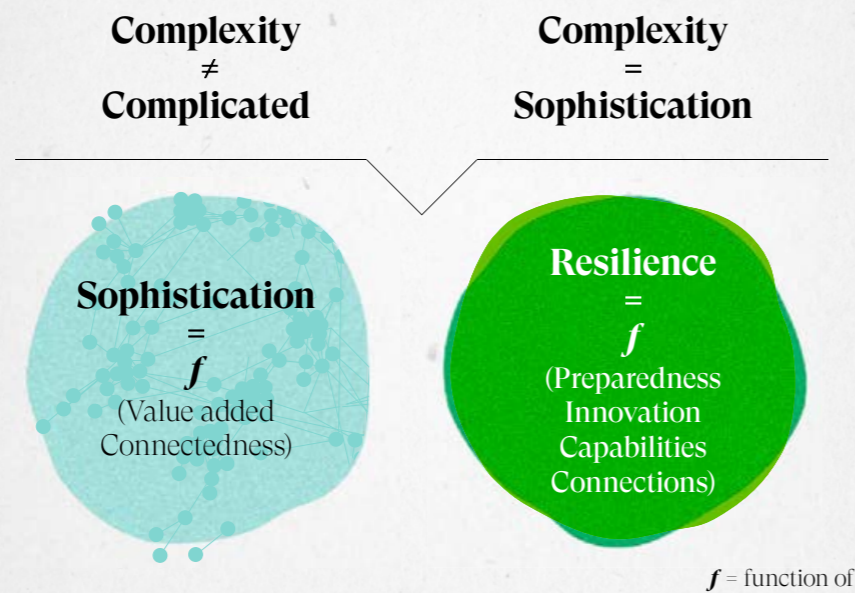 Complexity
≠
Complicated
Complexity
=
Sophistication
Sophistication
=
f
(Value added
Connectedness)
Resilience
=
f
(Preparedness
Innovation
Capabilities
Connections)
f = function of